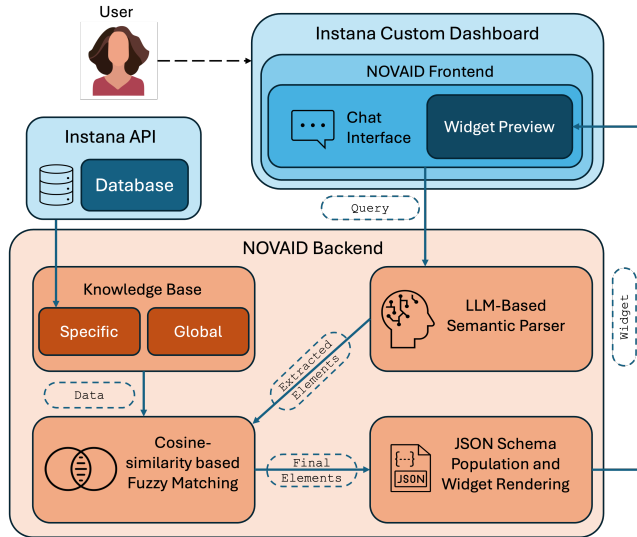 User
Instana Custom Dashboard
NOVAID Frontend
Chat
Interface
Widget Preview
Instana API
Database
Query
NOVAID Backend
Knowledge Base
Specific
Global
LLM-Based
Semantic Parser
Widget
Extracted
Elements
Data
Cosine-
similarity based
Fuzzy Matching
Final
Elements
{...}
JSON
JSON Schema
Population and
Widget Rendering